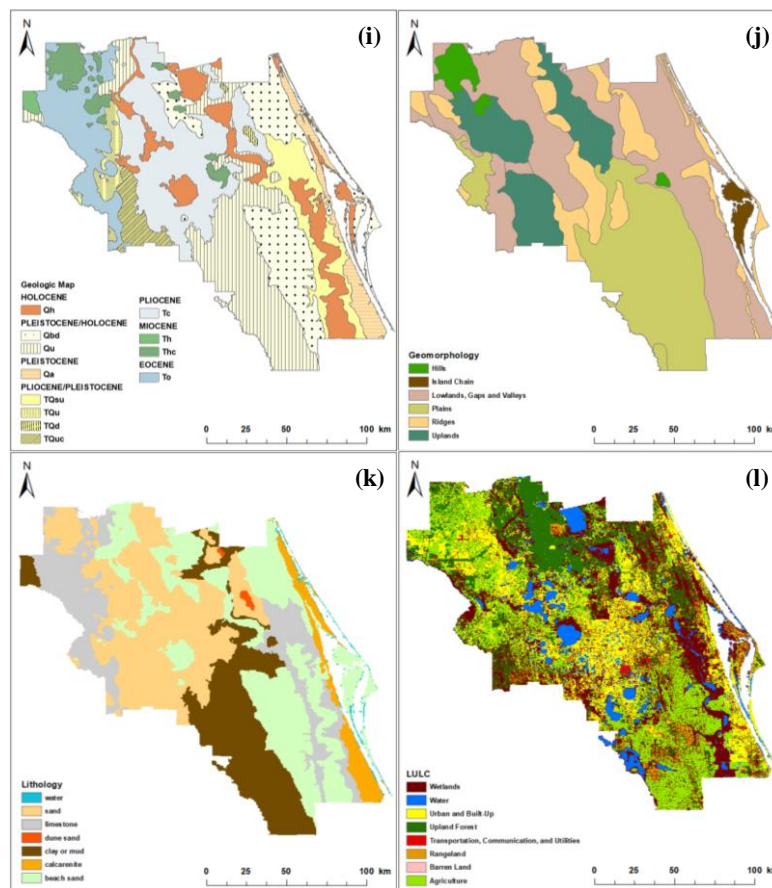 N
(i)
Geologic Map
HOLOCENE
Qh
PLEISTOCENE/HOLOCENE
Qbd
Qu
PLEISTOCENE
Qa
PLIOCENE/PLEISTOCENE
TQsu
TQu
TQd
TQuc
PLIOCENE
Tc
MIOCENE
Th
Thc
EOCENE
To
0 25 50 100 km
N
(j)
Geomorphology
Hills
Island Chain
Lowlands, Gaps and Valleys
Plains
Ridges
Uplands
0 25 50 100 km
N
(k)
Lithology
water
sand
limestone
dune sand
clay or mud
calcarenite
beach sand
0 25 50 100 km
N
(l)
LULC
Wetlands
Water
Urban and Built-Up
Upland Forest
Transportation, Communication, and Utilities
Rangeland
Barren Land
Agriculture
0 25 50 100 km